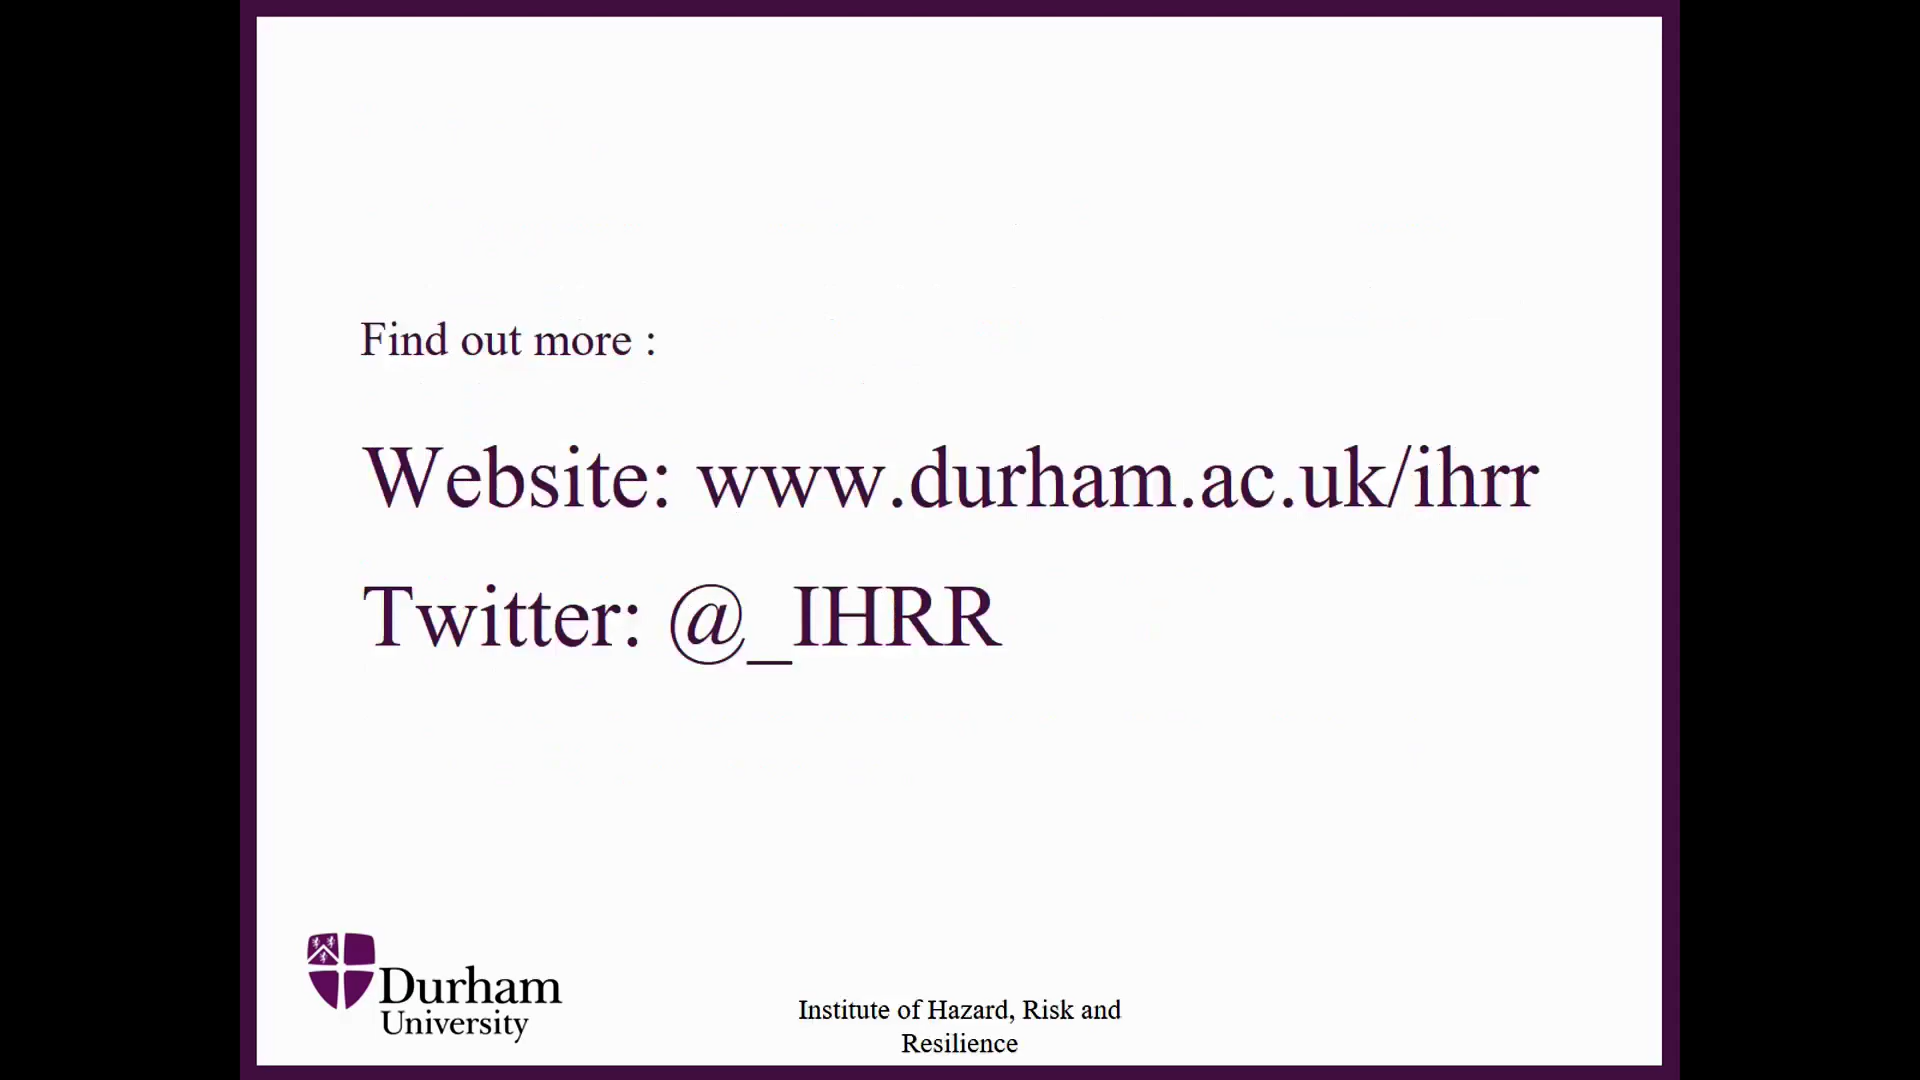 Find out more :
Website: www.durham.ac.uk/ihrr
Twitter: @_IHRR
Durham
University
Institute of Hazard, Risk and
Resilience